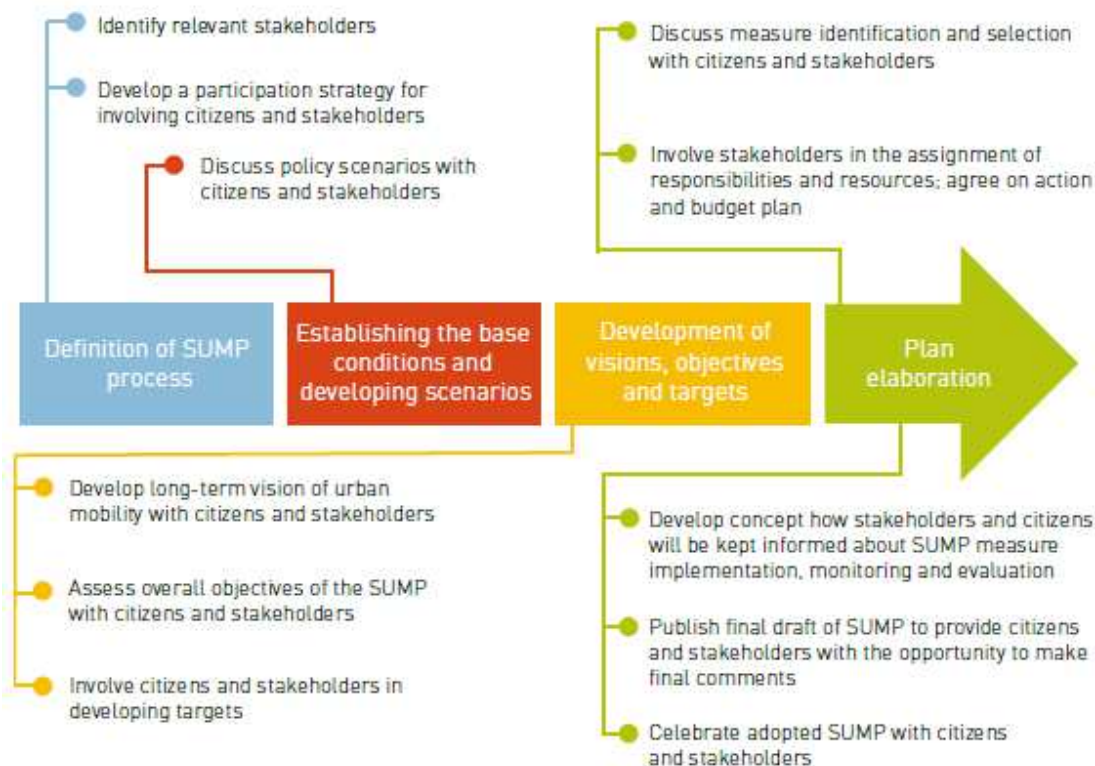 Identify relevant stakeholders
Develop a participation strategy for
involving citizens and stakeholders
Discuss policy scenarios with
citizens and stakeholders
Discuss measure identification and selection
with citizens and stakeholders
Involve stakeholders in the assignment of
responsibilities and resources; agree on action
and budget plan
Definition of SUMP
process
Establishing the base
conditions and
developing scenarios
Development of
visions, objectives
and targets
Plan
elaboration
Develop long-term vision of urban
mobility with citizens and stakeholders
Assess overall objectives of the SUMP
with citizens and stakeholders
Involve citizens and stakeholders in
developing targets
Develop concept how stakeholders and citizens
will be kept informed about SUMP measure
implementation, monitoring and evaluation
Publish final draft of SUMP to provide citizens
and stakeholders with the opportunity to make
final comments
Celebrate adopted SUMP with citizens
and stakeholders